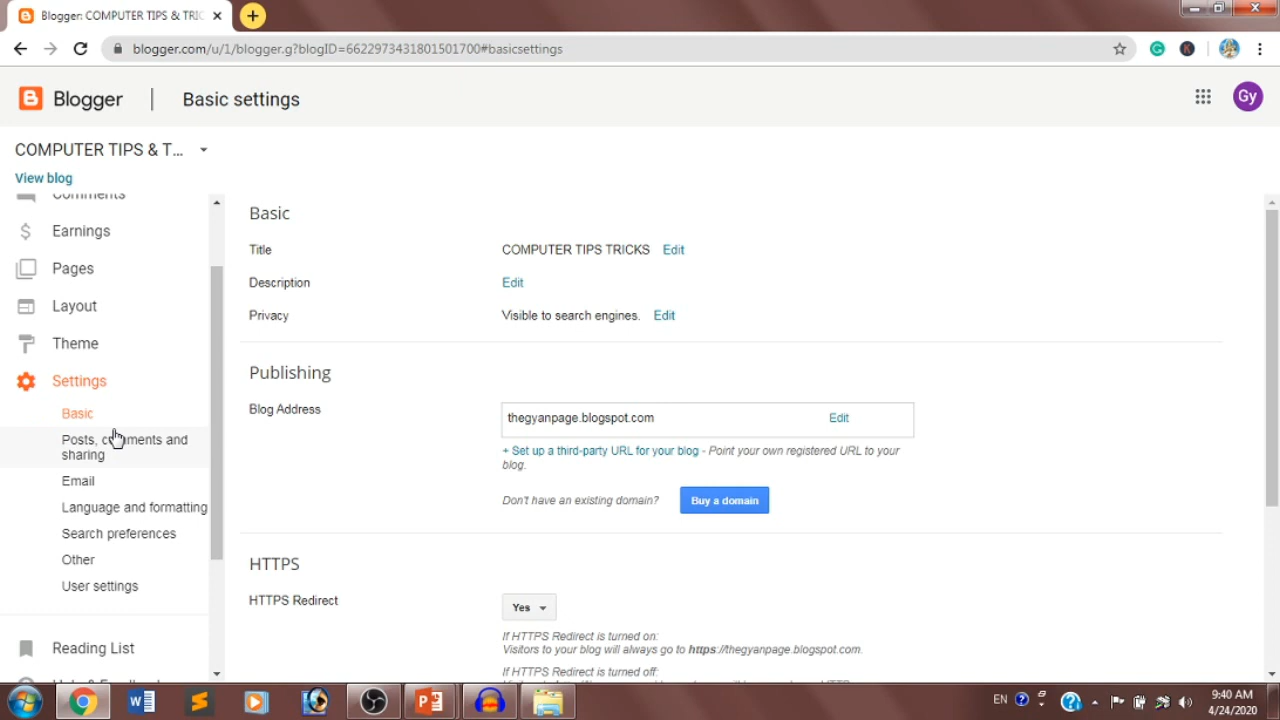 Blogger: COMPUTER TIPS & TRIC
blogger.com/u/1/blogger.g?blogID=6622973431801501700#basicsettings
Blogger
Basic settings
Gy
COMPUTER TIPS & T...
View blog
Comments
Earnings
Pages
Layout
Theme
Settings
Basic
Posts, comments and
sharing
Email
Language and formatting
Search preferences
Other
User settings
Reading List
Basic
Title
COMPUTER TIPS TRICKS Edit
Description
Edit
Privacy
Visible to search engines. Edit
Publishing
Blog Address
thegyanpage.blogspot.com Edit
+ Set up a third-party URL for your blog - Point your own registered URL to your
blog.
Don't have an existing domain? Buy a domain
HTTPS
HTTPS Redirect
Yes
If HTTPS Redirect is turned on:
Visitors to your blog will always go to https://thegyanpage.blogspot.com.
If HTTPS Redirect is turned off:
EN
9:40 AM
4/24/2020